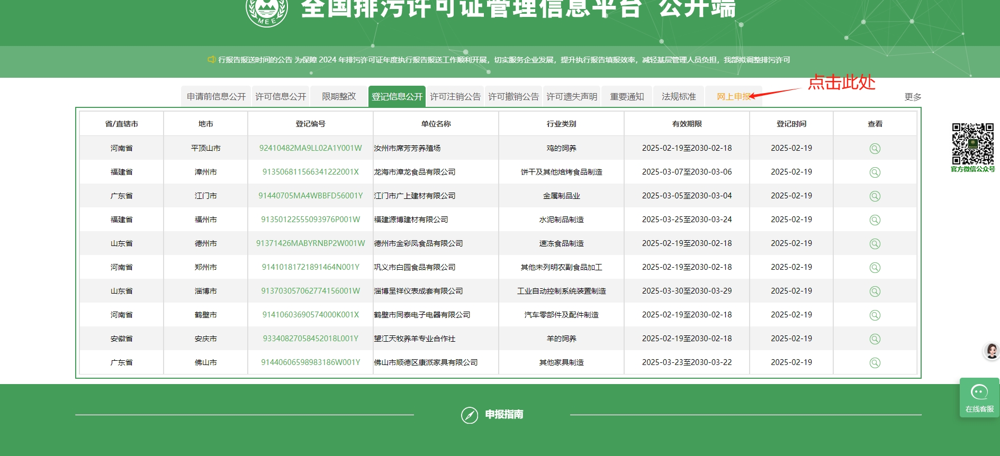 全国排污许可证管理信息平台 公开端
MEE
行报告报送时间的公告 为保障 2024 年排污许可证年度执行报告报送工作顺利开展，切实服务企业发展，提升执行报告填报效率，减轻基层管理人员负担，我部拟调整排污许可
点击此处
申请前信息公开 许可信息公开 限期整改 登记信息公开 许可注销公告 许可撤销公告 许可遗失声明 重要通知 法规标准 网上申报 更多
省/直辖市 地市 登记编号 单位名称 行业类别 有效期限 登记时间 查看
河南省 平顶山市 92410482MA9LL02A1Y001W 汝州市席芳芳养殖场 鸡的饲养 2025-02-19至2030-02-18 2025-02-19
福建省 漳州市 913506811566341222001X 龙海市漳龙食品有限公司 饼干及其他焙烤食品制造 2025-03-07至2030-03-06 2025-02-19
官方微信公众号
广东省 江门市 91440705MA4WBBFD56001Y 江门市广上建材有限公司 金属制品业 2025-03-05至2030-03-04 2025-02-19
福建省 福州市 91350122555093976P001W 福建源博建材有限公司 水泥制品制造 2025-03-25至2030-03-24 2025-02-19
山东省 德州市 91371426MABYRNBP2W001W 德州市金彩凤食品有限公司 速冻食品制造 2025-02-19至2030-02-18 2025-02-19
河南省 郑州市 91410181721891464N001Y 巩义市白园食品有限公司 其他未列明农副食品加工 2025-02-19至2030-02-18 2025-02-19
山东省 淄博市 913703057062774156001W 淄博呈祥仪表成套有限公司 工业自动控制系统装置制造 2025-03-30至2030-03-29 2025-02-19
河南省 鹤壁市 91410603690574000K001X 鹤壁市同泰电子电器有限公司 汽车零部件及配件制造 2025-02-19至2030-02-18 2025-02-19
安徽省 安庆市 93340827058452018L001Y 望江天牧养羊专业合作社 羊的饲养 2025-02-19至2030-02-18 2025-02-19
广东省 佛山市 91440606598983186W001Y 佛山市顺德区康派家具有限公司 其他家具制造 2025-03-23至2030-03-22 2025-02-19
在线客服
申报指南